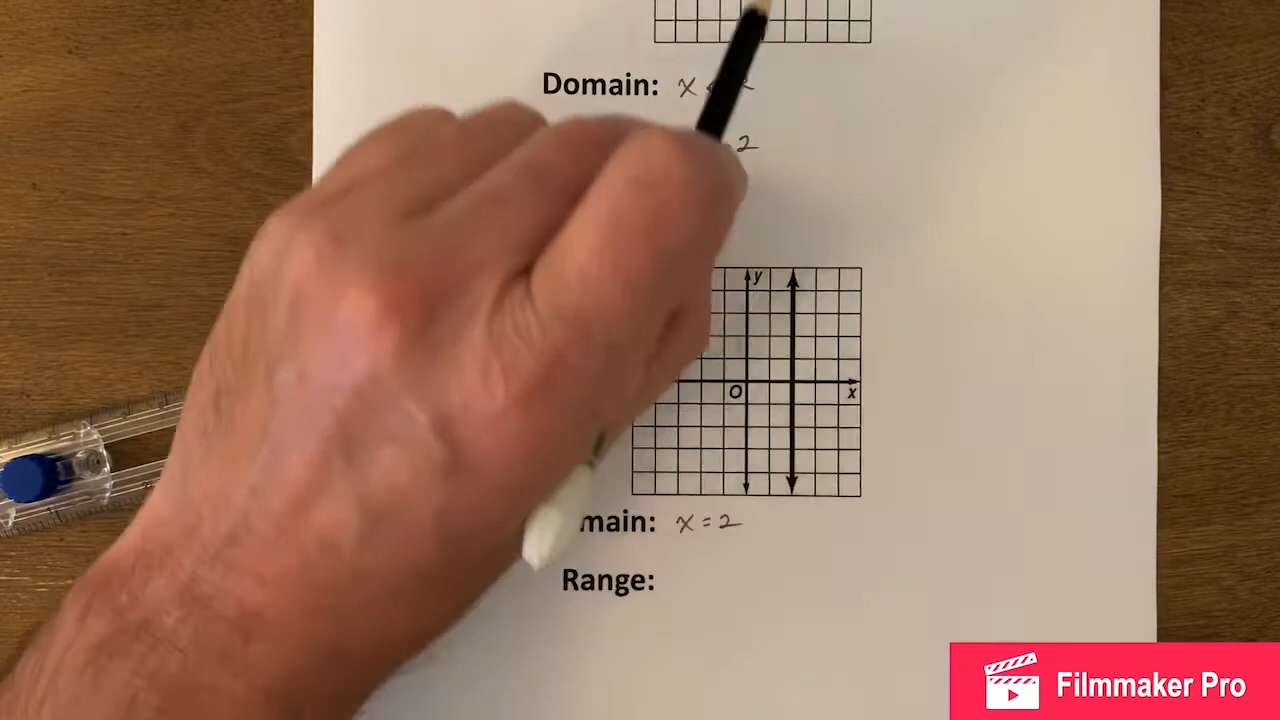 Domain: x
2
y
O x
main: x = 2
Range:
Filmmaker Pro